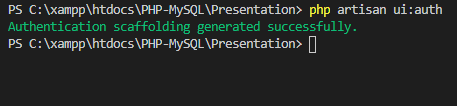 PS C:\xampp\htdocs\PHP-MySQL\Presentation> php artisan ui:auth
Authentication scaffolding generated successfully.
PS C:\xampp\htdocs\PHP-MySQL\Presentation>